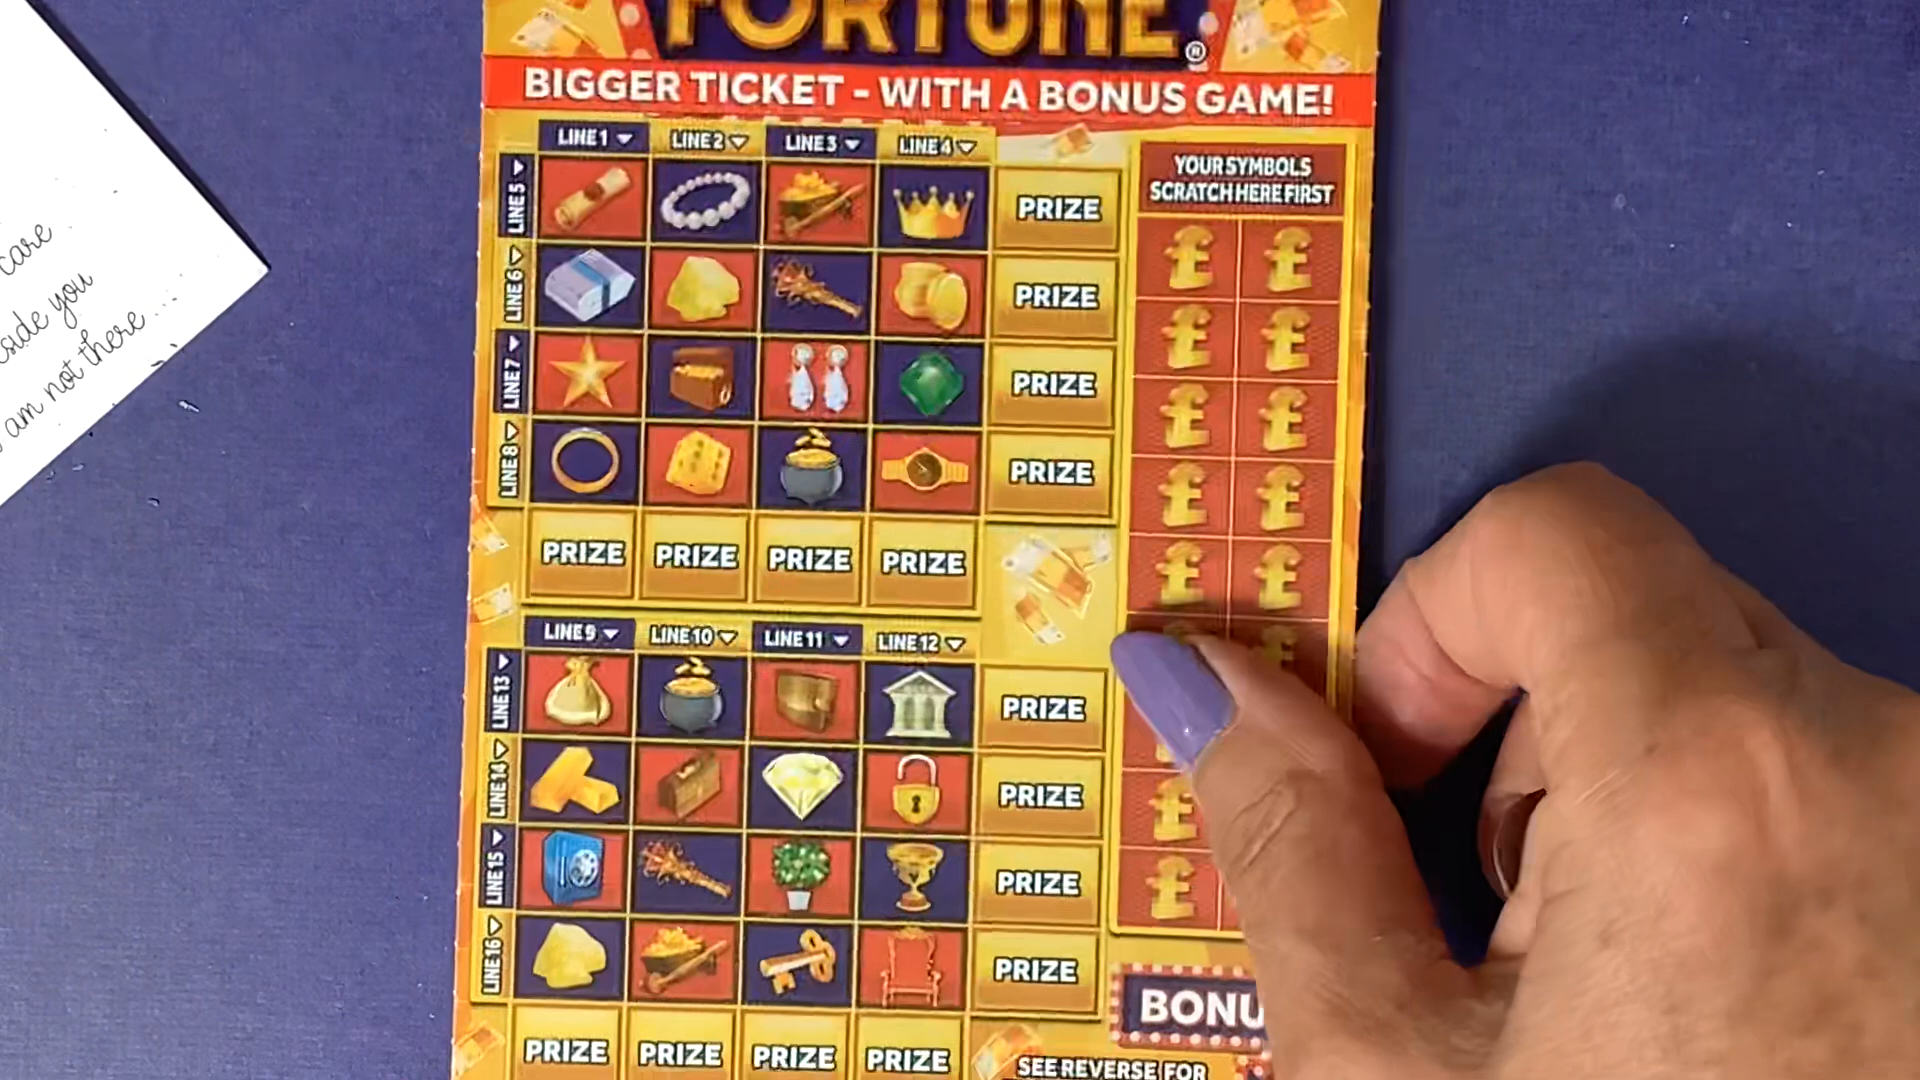 FORTUNE®
BIGGER TICKET - WITH A BONUS GAME!
LINE 1 LINE 2 LINE 3 LINE 4
YOUR SYMBOLS
SCRATCH HERE FIRST
LINE 5
PRIZE
££
LINE 6
PRIZE
££
LINE 7
PRIZE
££
LINE 8
PRIZE
££
PRIZE PRIZE PRIZE PRIZE
££
LINE 9 LINE 10 LINE 11 LINE 12
LINE 13
PRIZE
LINE 14
PRIZE
£
LINE 15
PRIZE
£
LINE 16
PRIZE
PRIZE PRIZE PRIZE PRIZE
SEE REVERSE FOR
care
you
am not there